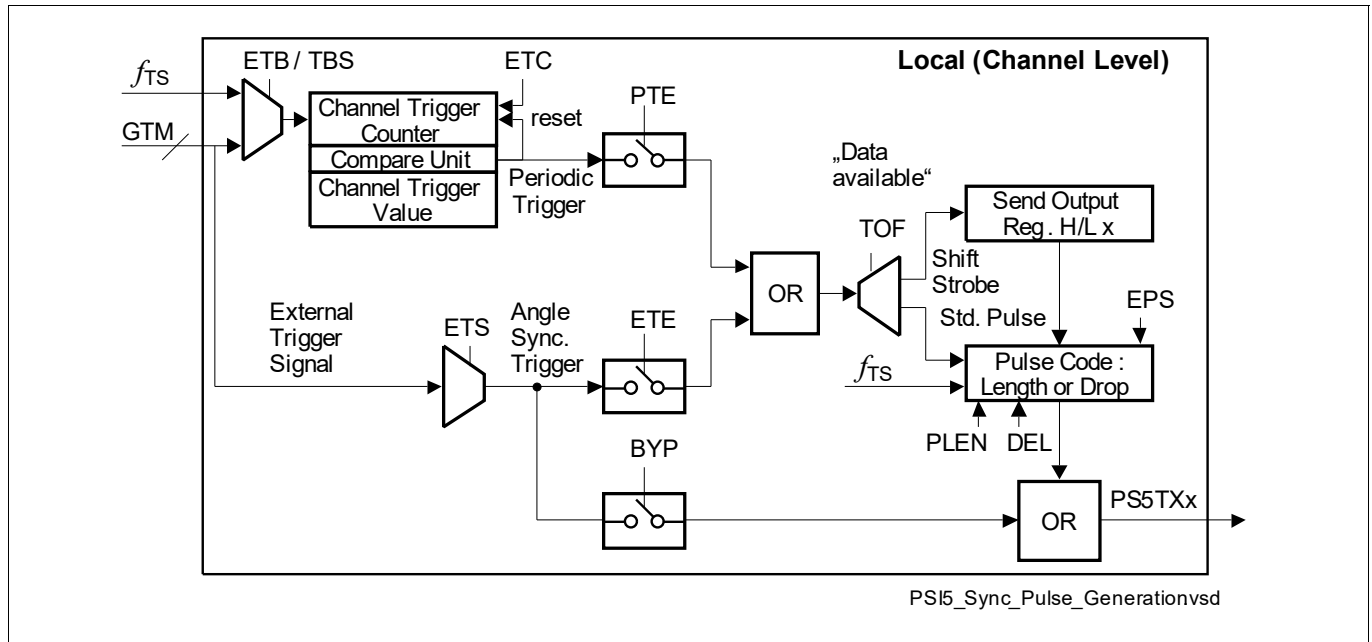 Local (Channel Level)
ETB / TBS
ETC
fTS
GTM
Channel Trigger
Counter
Compare Unit
Channel Trigger
Value
reset
PTE
Periodic
Trigger
„Data
available“
TOF
Send Output
Reg. H/L x
Shift
Strobe
OR
Std. Pulse
EPS
External
Trigger
Signal
ETS
Angle
Sync.
Trigger
ETE
fTS
Pulse Code :
Length or Drop
PLEN
DEL
BYP
OR
PS5TXx
PSI5_Sync_Pulse_Generationvsd